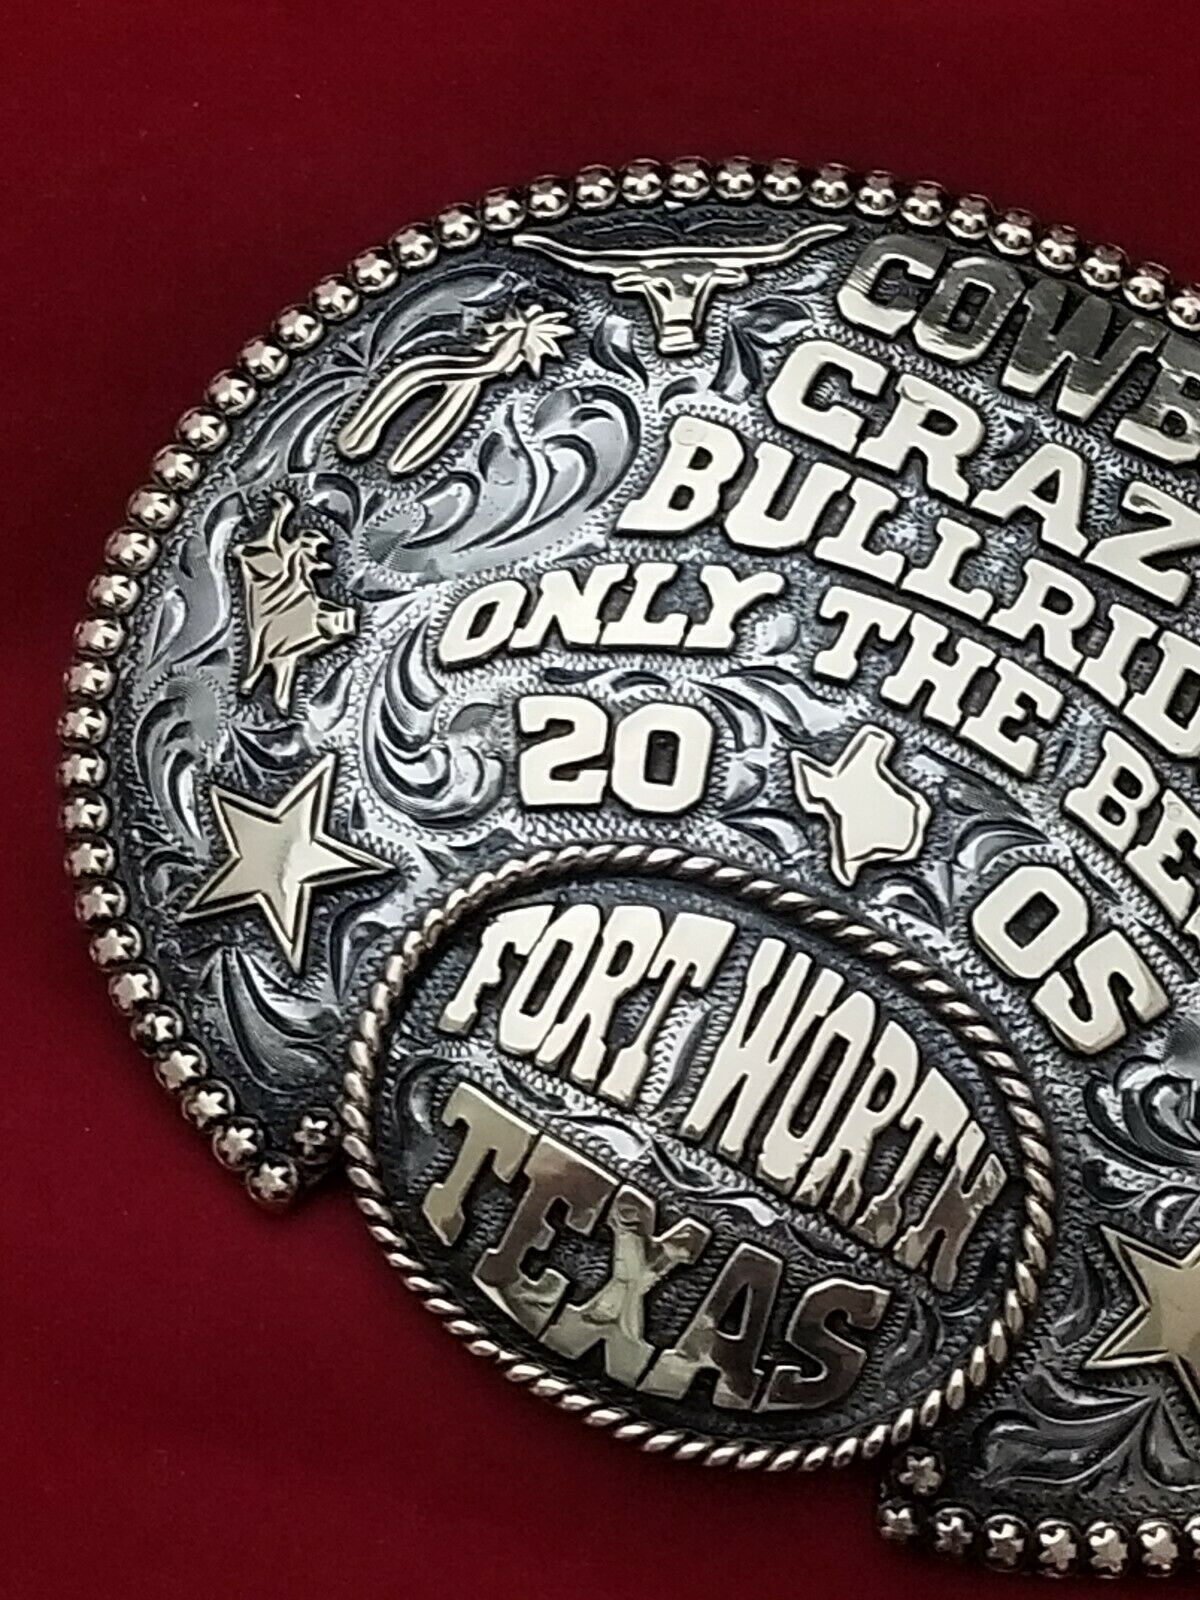 COWB
CRAZ
BULLRID
ONLY THE BE
20 05
FORT WORTH
TEXAS